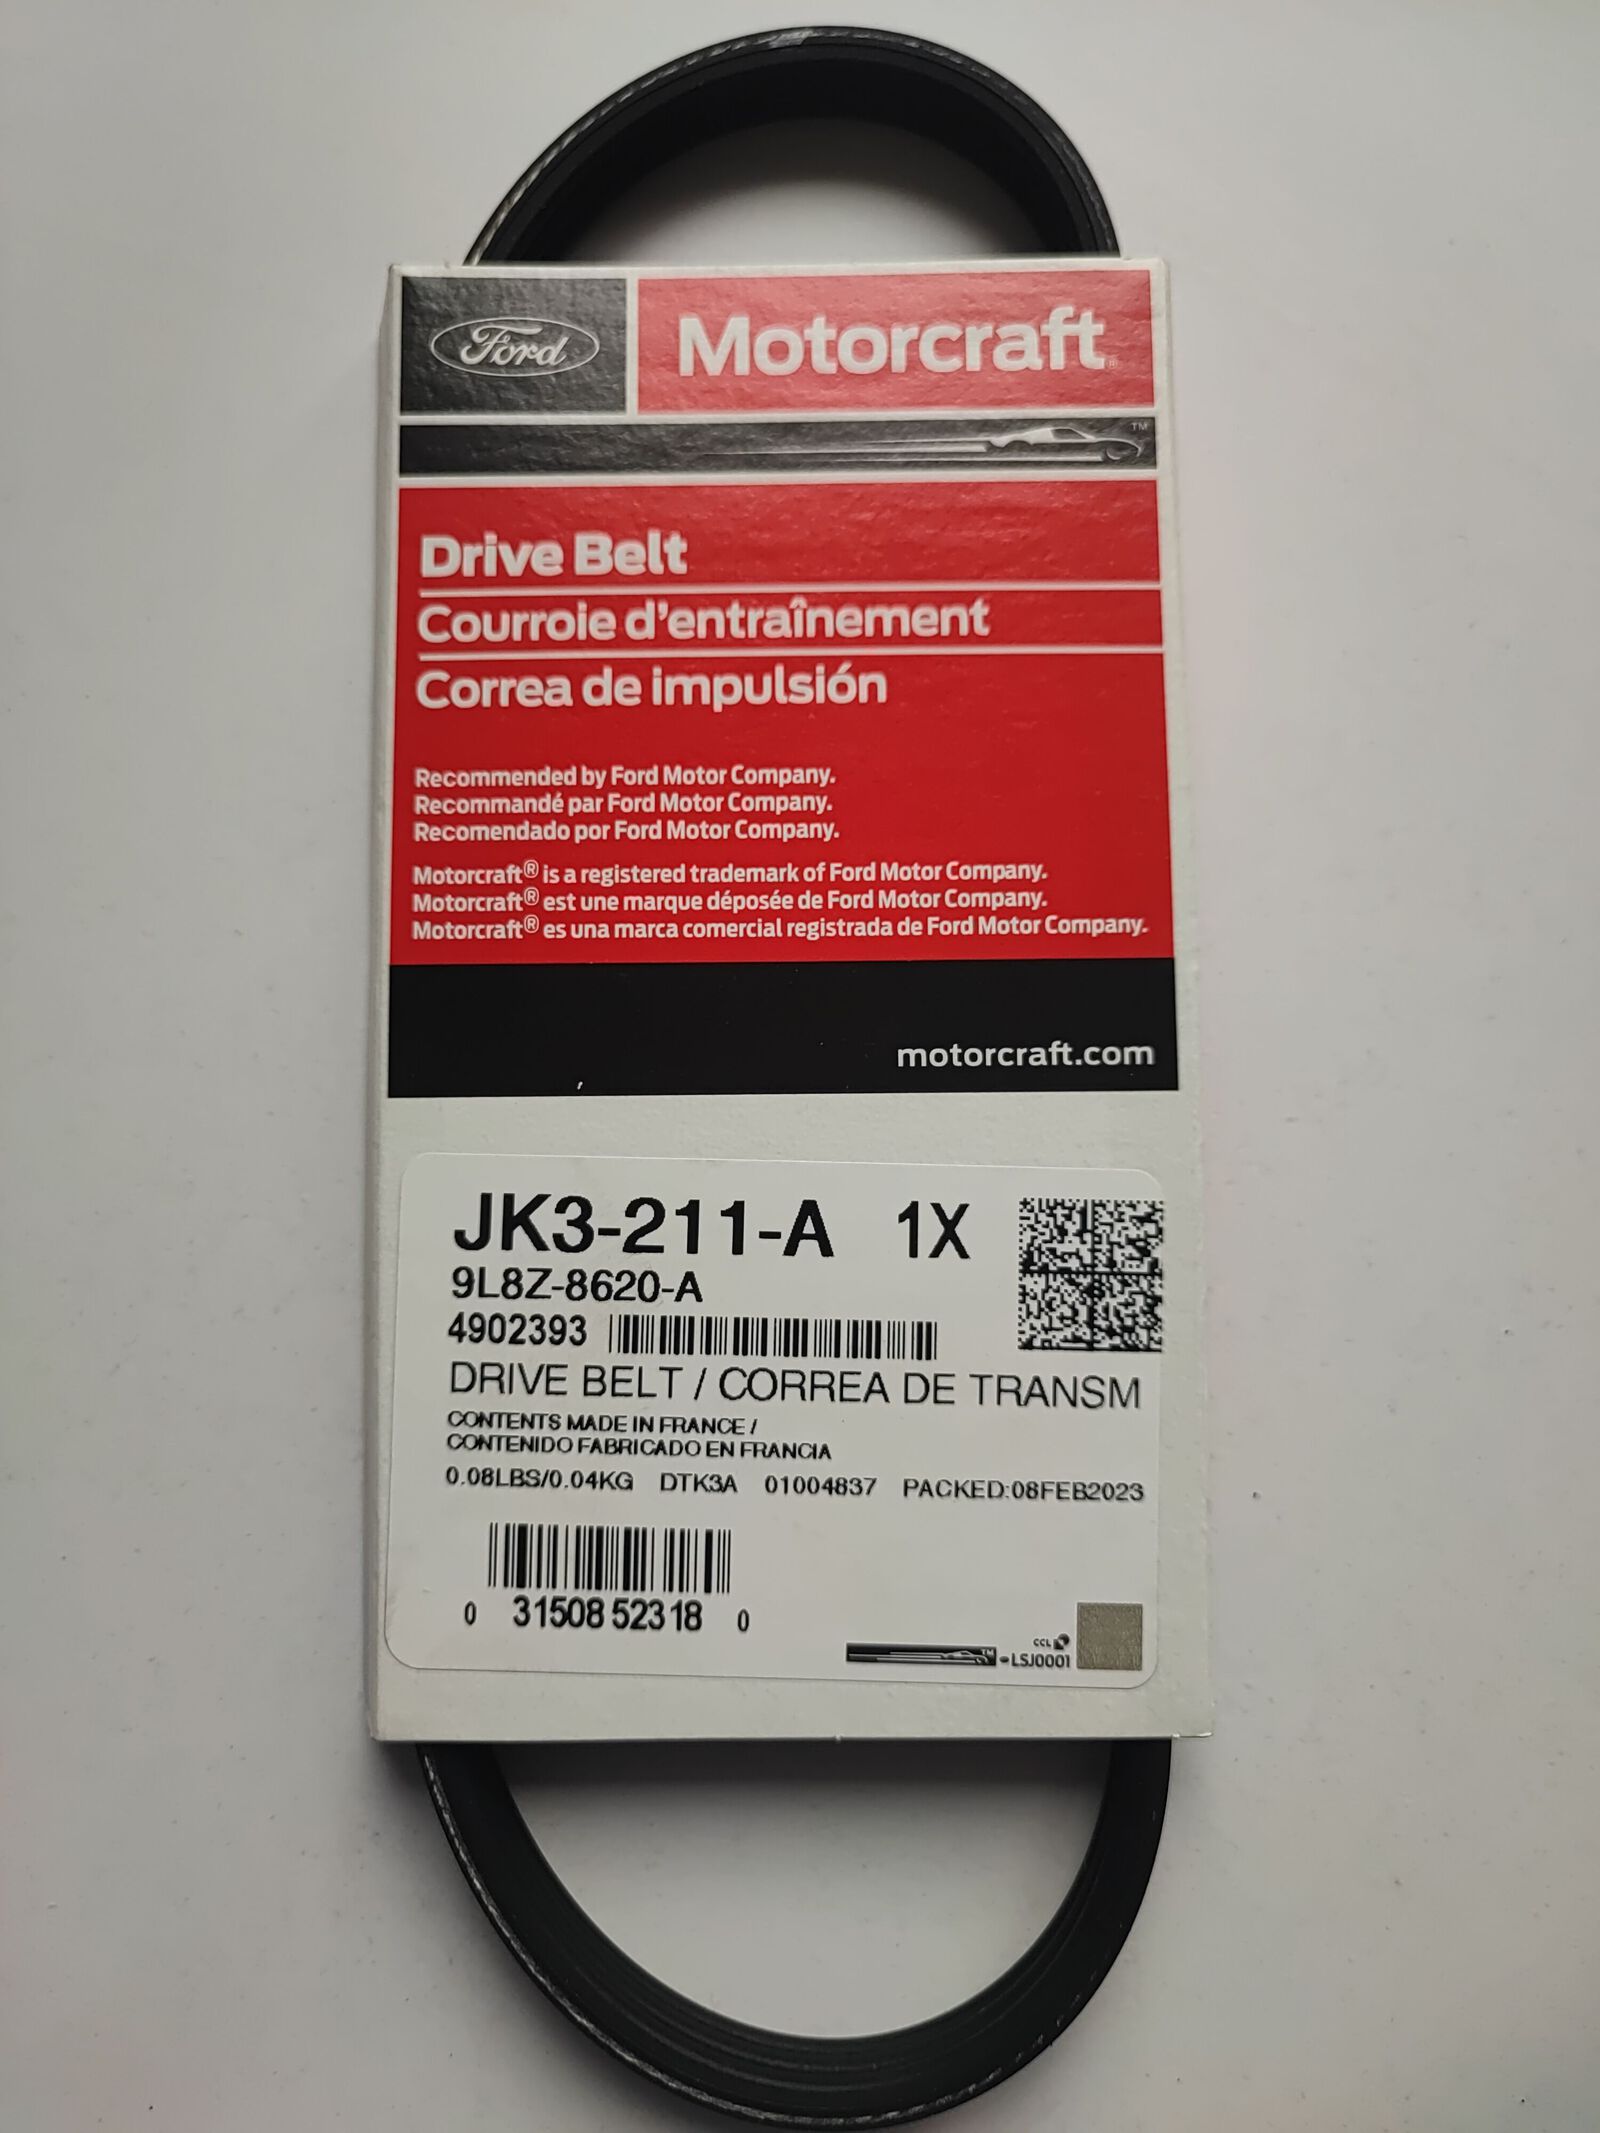 Ford
Motorcraft®
TM
Drive Belt
Courroie d'entraînement
Correa de impulsión
Recommended by Ford Motor Company.
Recommandé par Ford Motor Company.
Recomendado por Ford Motor Company.
Motorcraft® is a registered trademark of Ford Motor Company.
Motorcraft® est une marque déposée de Ford Motor Company.
Motorcraft® es una marca comercial registrada de Ford Motor Company.
motorcraft.com
JK3-211-A 1X
9L8Z-8620-A
4902393
DRIVE BELT / CORREA DE TRANSM
CONTENTS MADE IN FRANCE /
CONTENIDO FABRICADO EN FRANCIA
0.08LBS/0.04KG DTK3A 01004837 PACKED:08FEB2023
0 31508 52318 0
TM
CCL
-LSJ0001